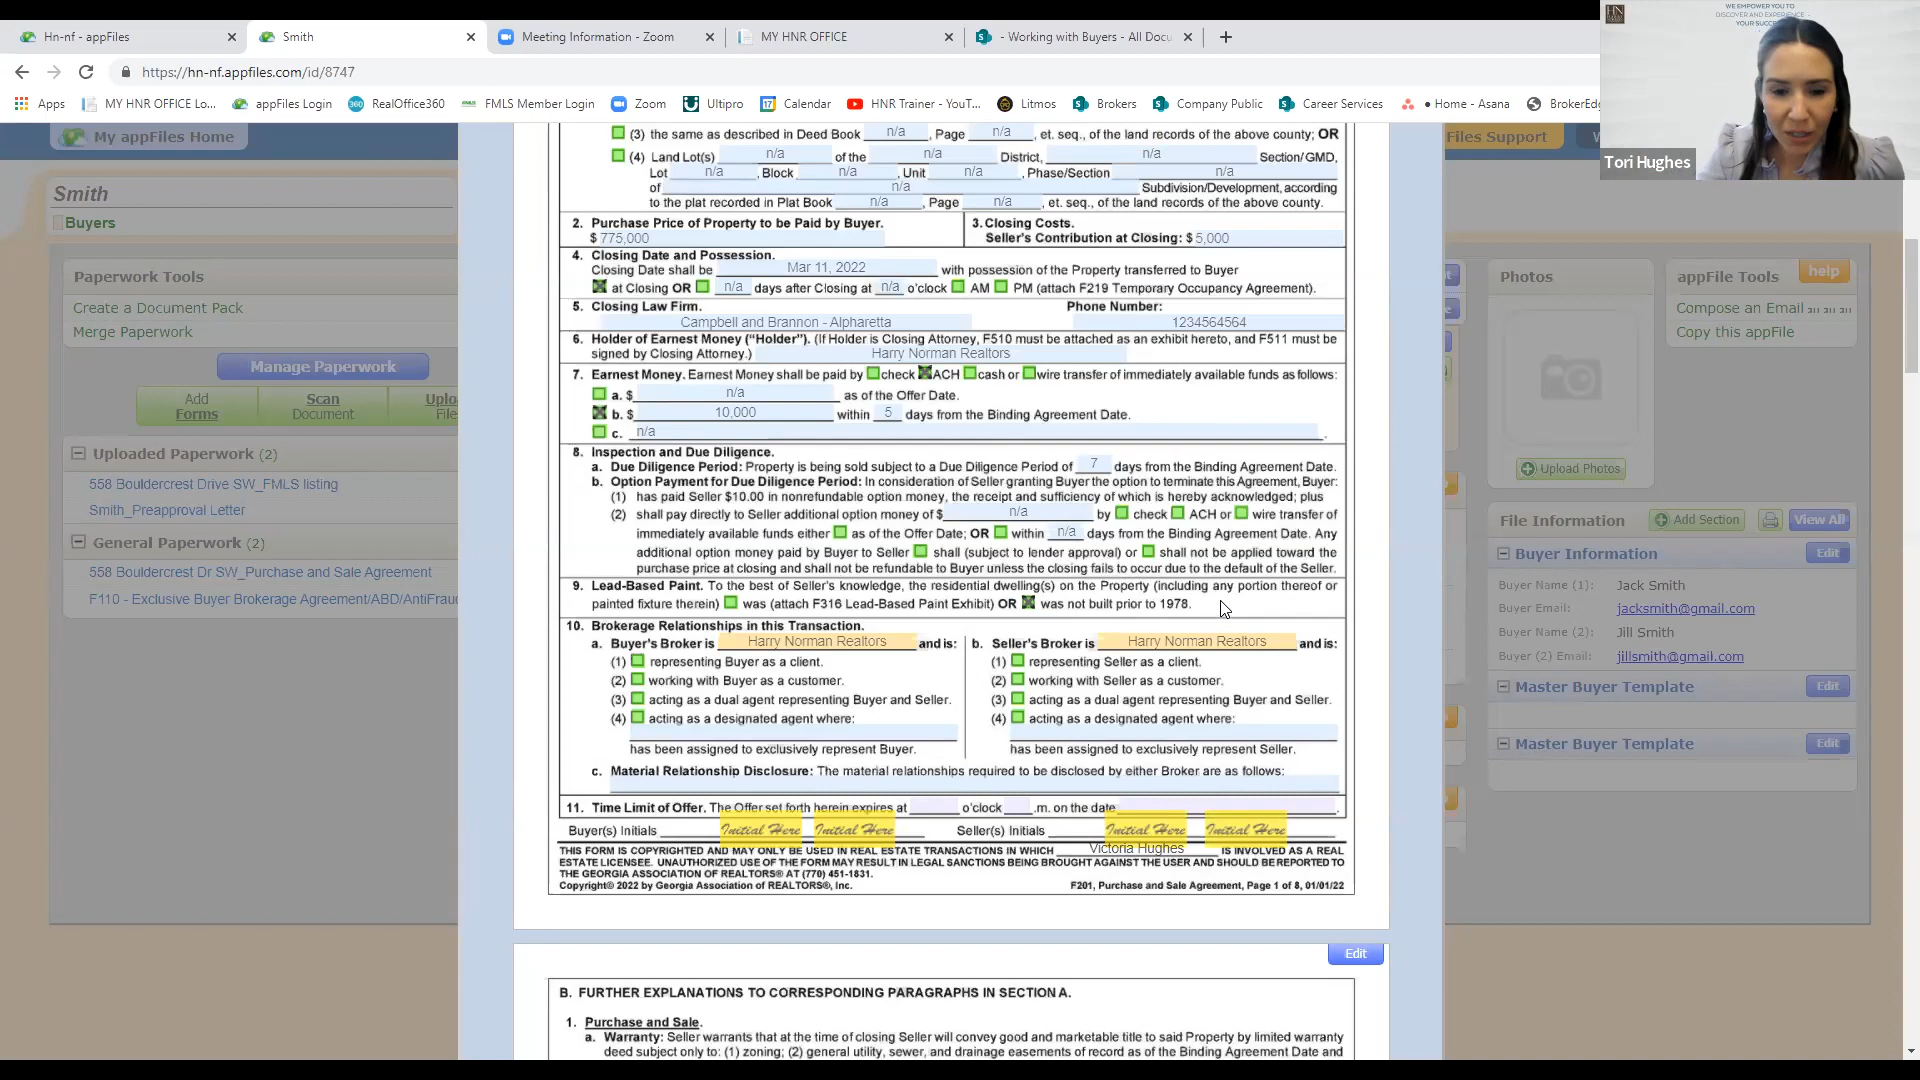 Hn-nf - appFiles
Smith
Meeting Information - Zoom
MY HNR OFFICE
- Working with Buyers - All Docu
https://hn-nf.appfiles.com/id/8747
Apps
MY HNR OFFICE Lo...
appFiles Login
RealOffice360
FMLS Member Login
Zoom
Ultipro
Calendar
HNR Trainer - YouT...
Litmos
Brokers
Company Public
Career Services
• Home - Asana
BrokerEdg
WE EMPOWER YOU TO
DISCOVER AND EXPERIENCE
YOUR
HN
Tori Hughes
My appFiles Home
Files Support
Smith
Buyers
Paperwork Tools
Create a Document Pack
Merge Paperwork
Manage Paperwork
Add Forms
Scan Document
Uploa File
Uploaded Paperwork (2)
558 Bouldercrest Drive SW_FMLS listing
Smith_Preapproval Letter
General Paperwork (2)
558 Bouldercrest Dr SW_Purchase and Sale Agreement
F110 - Exclusive Buyer Brokerage Agreement/ABD/AntiFrau
(3) the same as described in Deed Book n/a, Page n/a, et. seq., of the land records of the above county; OR
(4) Land Lot(s) n/a of the n/a District, n/a Section/GMD,
Lot n/a, Block n/a, Unit n/a, Phase/Section n/a
of n/a Subdivision/Development, according
to the plat recorded in Plat Book n/a, Page n/a, et. seq., of the land records of the above county.
2. Purchase Price of Property to be Paid by Buyer.
$ 775,000
3. Closing Costs.
Seller's Contribution at Closing: $ 5,000
4. Closing Date and Possession.
Closing Date shall be Mar 11, 2022 with possession of the Property transferred to Buyer
at Closing OR n/a days after Closing at n/a o'clock AM PM (attach F219 Temporary Occupancy Agreement).
5. Closing Law Firm. Phone Number:
Campbell and Brannon - Alpharetta 1234564564
6. Holder of Earnest Money ("Holder"). (If Holder is Closing Attorney, F510 must be attached as an exhibit hereto, and F511 must be
signed by Closing Attorney.) Harry Norman Realtors
7. Earnest Money. Earnest Money shall be paid by check ACH cash or wire transfer of immediately available funds as follows:
a. $ n/a as of the Offer Date.
b. $ 10,000 within 5 days from the Binding Agreement Date.
c. n/a .
8. Inspection and Due Diligence.
a. Due Diligence Period: Property is being sold subject to a Due Diligence Period of 7 days from the Binding Agreement Date.
b. Option Payment for Due Diligence Period: In consideration of Seller granting Buyer the option to terminate this Agreement, Buyer:
(1) has paid Seller $10.00 in nonrefundable option money, the receipt and sufficiency of which is hereby acknowledged; plus
(2) shall pay directly to Seller additional option money of $ n/a by check ACH or wire transfer of
immediately available funds either as of the Offer Date; OR within n/a days from the Binding Agreement Date. Any
additional option money paid by Buyer to Seller shall (subject to lender approval) or shall not be applied toward the
purchase price at closing and shall not be refundable to Buyer unless the closing fails to occur due to the default of the Seller.
9. Lead-Based Paint. To the best of Seller's knowledge, the residential dwelling(s) on the Property (including any portion thereof or
painted fixture therein) was (attach F316 Lead-Based Paint Exhibit) OR was not built prior to 1978.
10. Brokerage Relationships in this Transaction.
a. Buyer's Broker is Harry Norman Realtors and is:
(1) representing Buyer as a client.
(2) working with Buyer as a customer.
(3) acting as a dual agent representing Buyer and Seller.
(4) acting as a designated agent where:
has been assigned to exclusively represent Buyer.
b. Seller's Broker is Harry Norman Realtors and is:
(1) representing Seller as a client.
(2) working with Seller as a customer.
(3) acting as a dual agent representing Buyer and Seller.
(4) acting as a designated agent where:
has been assigned to exclusively represent Seller.
c. Material Relationship Disclosure: The material relationships required to be disclosed by either Broker are as follows:
11. Time Limit of Offer. The Offer set forth herein expires at o'clock .m. on the date .
Buyer(s) Initials Initial Here Initial Here Seller(s) Initials Initial Here Initial Here
THIS FORM IS COPYRIGHTED AND MAY ONLY BE USED IN REAL ESTATE TRANSACTIONS IN WHICH Victoria Hughes IS INVOLVED AS A REAL
ESTATE LICENSEE. UNAUTHORIZED USE OF THE FORM MAY RESULT IN LEGAL SANCTIONS BEING BROUGHT AGAINST THE USER AND SHOULD BE REPORTED TO
THE GEORGIA ASSOCIATION OF REALTORS® AT (770) 451-1831.
Copyright© 2022 by Georgia Association of REALTORS®, Inc. F201, Purchase and Sale Agreement, Page 1 of 8, 01/01/22
Edit
B. FURTHER EXPLANATIONS TO CORRESPONDING PARAGRAPHS IN SECTION A.
1. Purchase and Sale.
a. Warranty: Seller warrants that at the time of closing Seller will convey good and marketable title to said Property by limited warranty
deed subject only to: (1) zoning; (2) general utility, sewer, and drainage easements of record as of the Binding Agreement Date and
Photos
Upload Photos
appFile Tools
help
Compose an Email
Copy this appFile
File Information
Add Section
View All
Buyer Information
Edit
Buyer Name (1): Jack Smith
Buyer Email: jacksmith@gmail.com
Buyer Name (2): Jill Smith
Buyer (2) Email: jillsmith@gmail.com
Master Buyer Template
Edit
Master Buyer Template
Edit